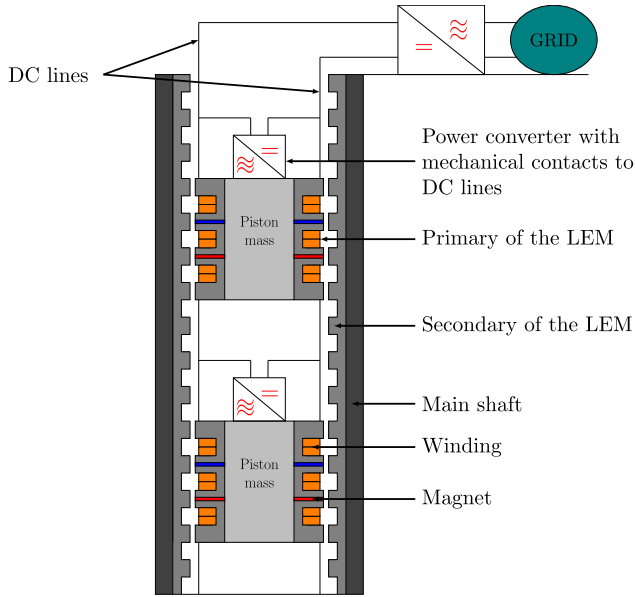 GRID
DC lines
Power converter with
mechanical contacts to
DC lines
Piston
mass
Primary of the LEM
Secondary of the LEM
Main shaft
Winding
Piston
mass
Magnet